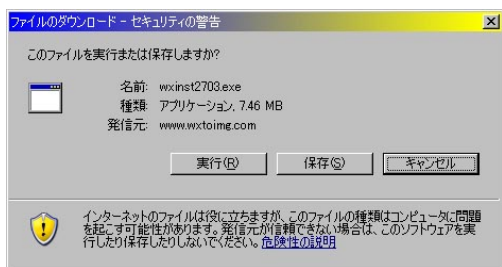 ファイルのダウンロード - セキュリティの警告
このファイルを実行または保存しますか?
名前: wxinst2703.exe
種類: アプリケーション, 7.46 MB
発信元: www.wxtoimg.com
実行(R) 保存(S) キャンセル
インターネットのファイルは役に立ちますが、このファイルの種類はコンピュータに問題
を起こす可能性があります。発信元が信頼できない場合は、このソフトウェアを実
行したり保存したりしないでください。危険性の説明